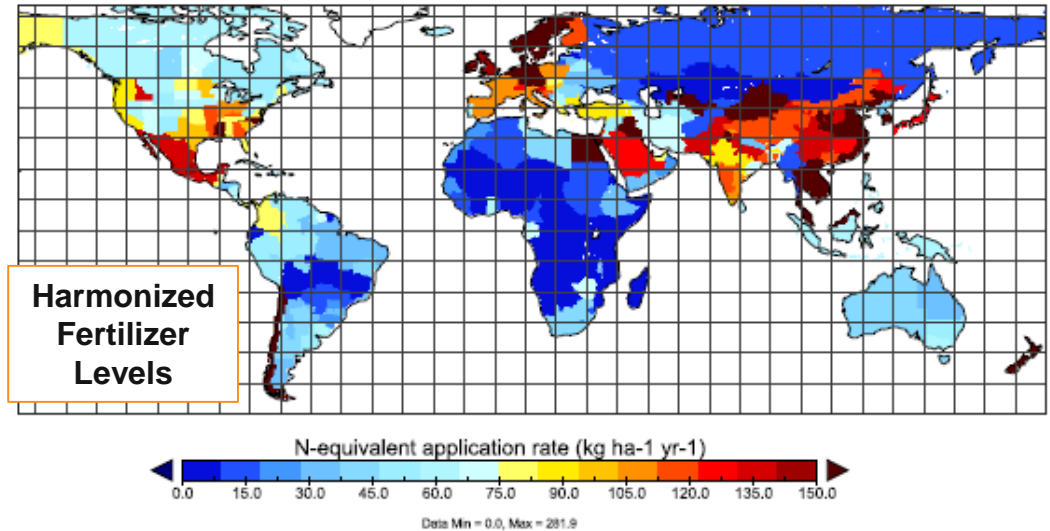 Harmonized
Fertilizer
Levels
N-equivalent application rate (kg ha-1 yr-1)
0.0 15.0 30.0 45.0 60.0 75.0 90.0 105.0 120.0 135.0 150.0
Data Min = 0.0, Max = 281.9